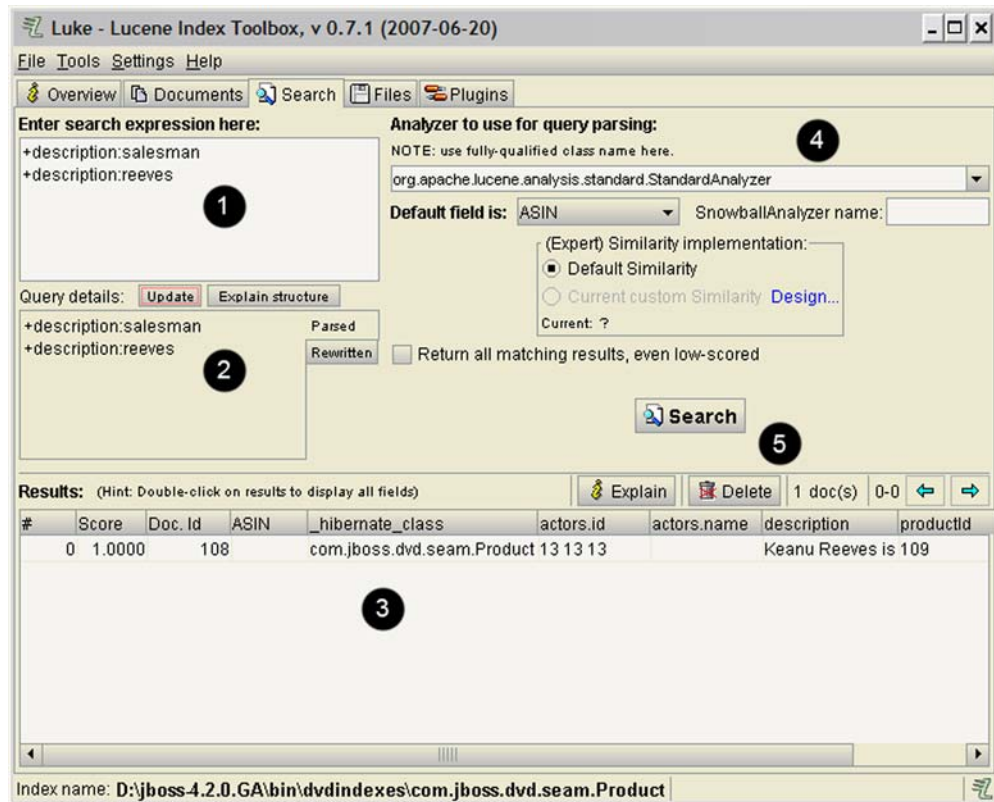 Luke - Lucene Index Toolbox, v 0.7.1 (2007-06-20)
File Tools Settings Help
Overview Documents Search Files Plugins
Enter search expression here:
+description:salesman
+description:reeves
1
Analyzer to use for query parsing:
NOTE: use fully-qualified class name here.
4
org.apache.lucene.analysis.standard.StandardAnalyzer
Default field is: ASIN SnowballAnalyzer name:
(Expert) Similarity implementation:
Default Similarity
Current custom Similarity Design...
Current: ?
Query details: Update Explain structure
+description:salesman
+description:reeves
2
Parsed
Rewritten
Return all matching results, even low-scored
Search
5
Results: (Hint: Double-click on results to display all fields) Explain Delete 1 doc(s) 0-0
# Score Doc. Id ASIN _hibernate_class actors.id actors.name description productId
0 1.0000 108 com.jboss.dvd.seam.Product 13 13 13 Keanu Reeves is 109
3
Index name: D:\jboss-4.2.0.GA\bin\dvdindexes\com.jboss.dvd.seam.Product